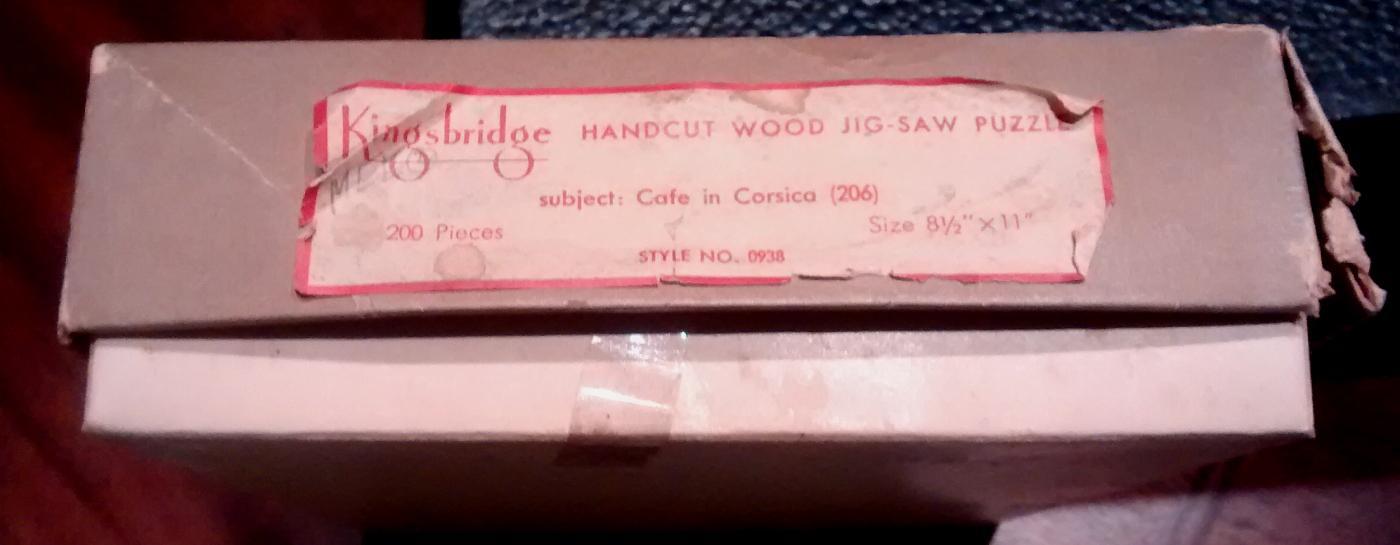 Kingsbridge HANDCUT WOOD JIG-SAW PUZZLE
subject: Cafe in Corsica (206)
200 Pieces Size 8½" × 11"
STYLE NO. 0938